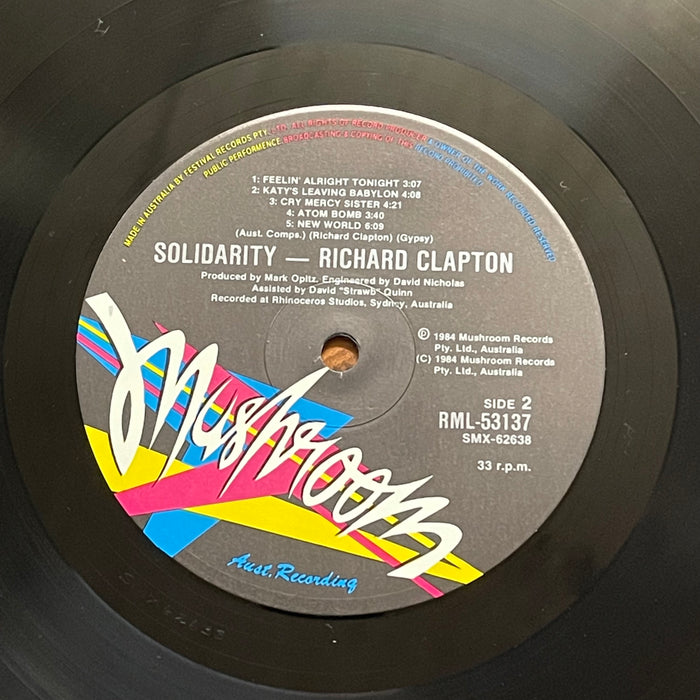 MADE IN AUSTRALIA BY FESTIVAL RECORDS PTY. LTD. ALL RIGHTS OF RECORD PRODUCER & OWNER OF THE WORK RECORDED RESERVED
PUBLIC PERFORMENCE. BROADCASTING & COPYING OF THIS RECORD PROHIBITED
1: FEELIN' ALRIGHT TONIGHT 3:07
2: KATY'S LEAVING BABYLON 4:08
3: CRY MERCY SISTER 4:21
4: ATOM BOMB 3:40
5: NEW WORLD 6:09
(Aust. Comps.) (Richard Clapton) (Gypsy)
SOLIDARITY — RICHARD CLAPTON
Produced by Mark Opitz. Engineered by David Nicholas
Assisted by David "Strawb" Quinn
Recorded at Rhinoceros Studios, Sydney, Australia
℗ 1984 Mushroom Records
Pty. Ltd., Australia
(C) 1984 Mushroom Records
Pty. Ltd., Australia
SIDE 2
RML-53137
SMX-62638
33 r.p.m.
Mushroom
Aust. Recording